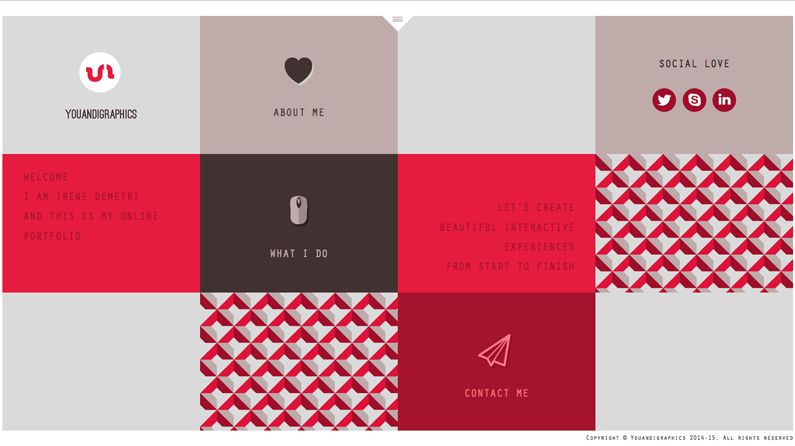 YOUANDIGRAPHICS
ABOUT ME
SOCIAL LOVE
WELCOME
I AM IRENE DEMETRI
AND THIS IS MY ONLINE
PORTFOLIO
WHAT I DO
LET'S CREATE
BEAUTIFUL INTERACTIVE
EXPERIENCES
FROM START TO FINISH
CONTACT ME
COPYRIGHT © YOUANDIGRAPHICS 2014-15. ALL RIGHTS RESERVED